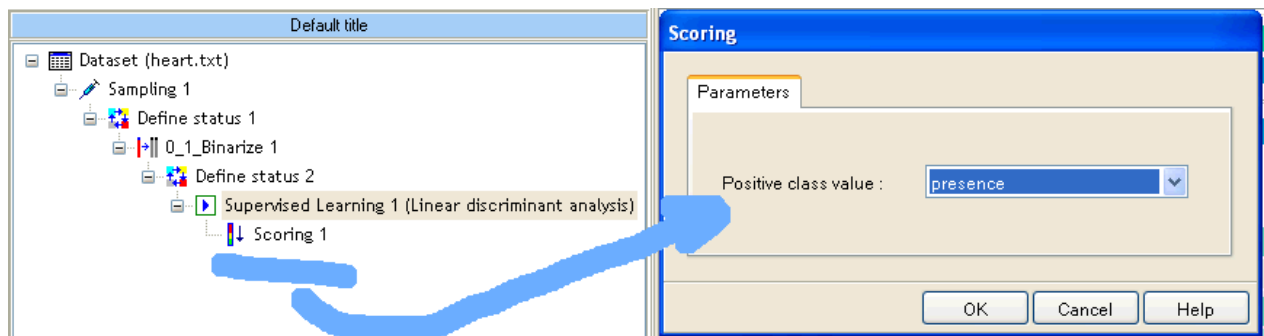 Default title
Dataset (heart.txt)
Sampling 1
Define status 1
0_1_Binarize 1
Define status 2
Supervised Learning 1 (Linear discriminant analysis)
Scoring 1
Scoring
Parameters
Positive class value :
presence
OK
Cancel
Help